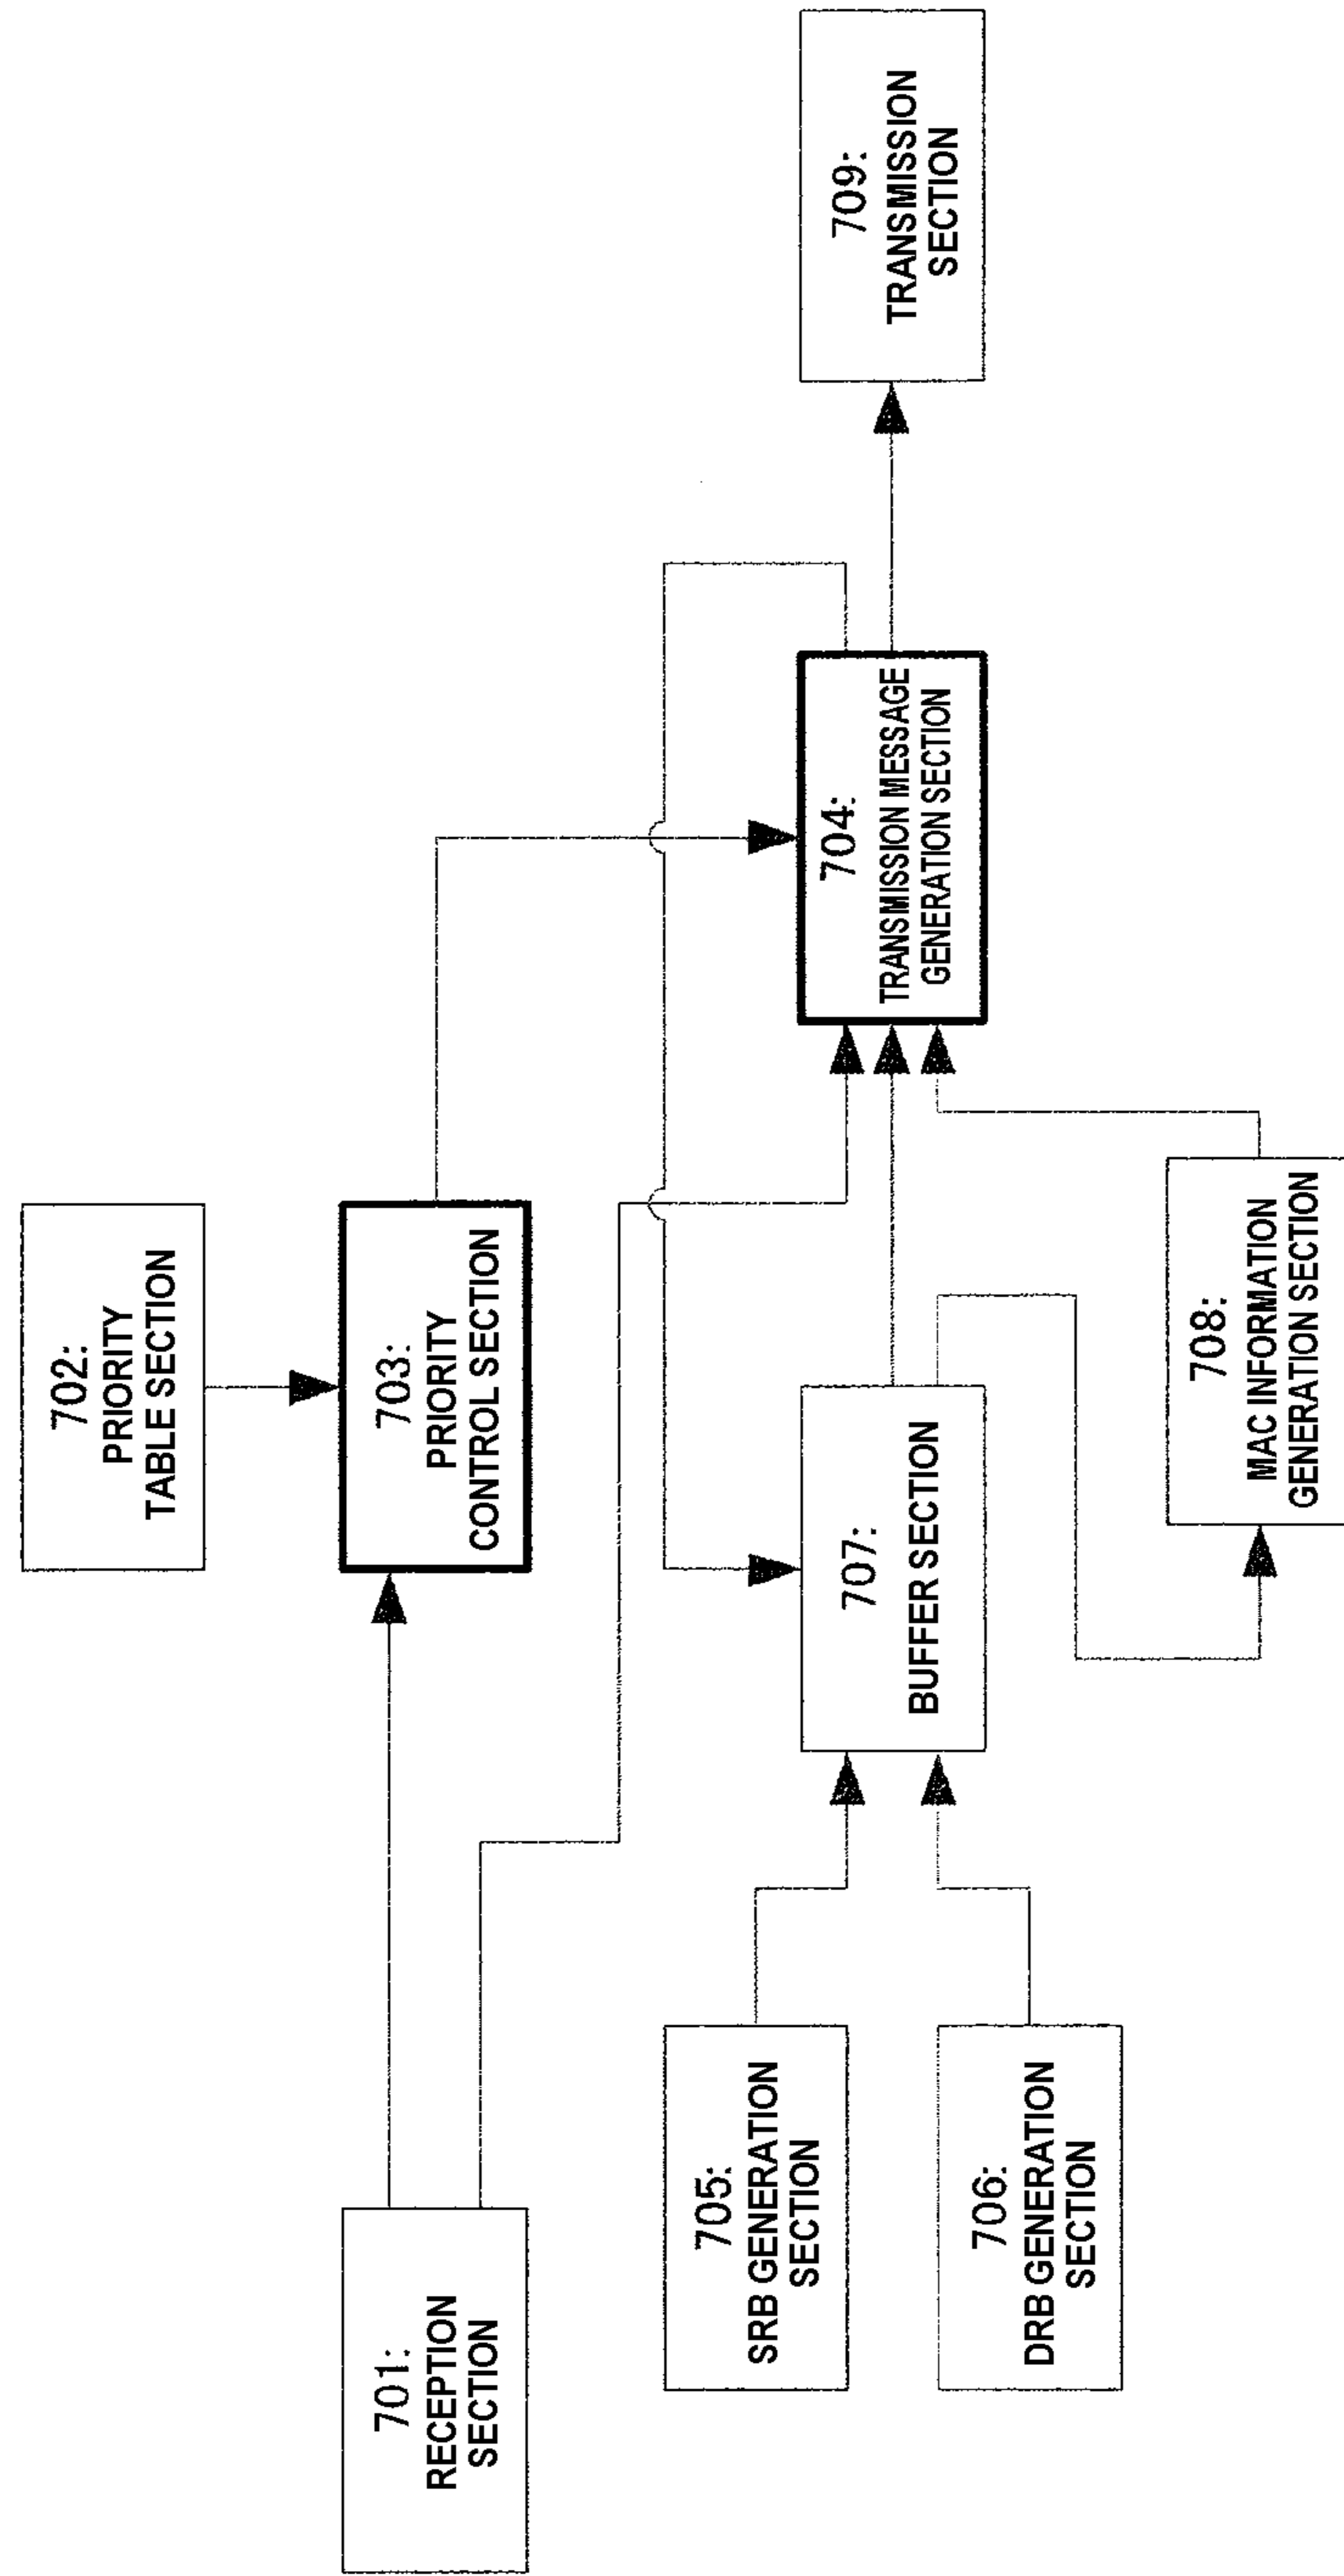 701:
RECEPTION
SECTION
702:
PRIORITY
TABLE SECTION
703:
PRIORITY
CONTROL SECTION
704:
TRANSMISSION MESSAGE
GENERATION SECTION
705:
SRB GENERATION
SECTION
706:
DRB GENERATION
SECTION
707:
BUFFER SECTION
708:
MAC INFORMATION
GENERATION SECTION
709:
TRANSMISSION
SECTION